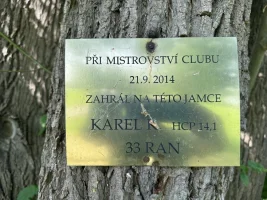 PŘI MISTROVSTVÍ CLUBU
21.9. 2014
ZAHRÁL NA TÉTO JAMCE
KAREL K. HCP 14,1
33 RAN